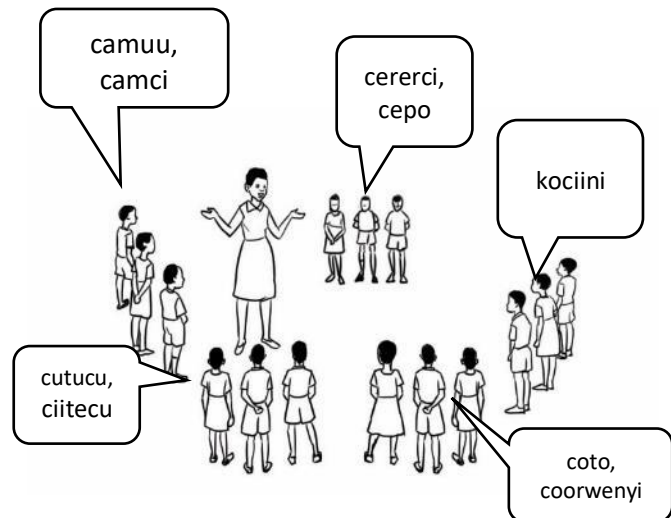 camuu,
camci
cererci,
cepo
kociini
cutucu,
ciitecu
coto,
coorwenyi